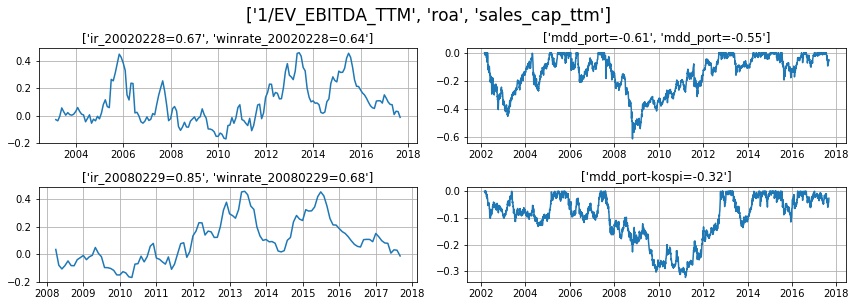 ['1/EV_EBITDA_TTM', 'roa', 'sales_cap_ttm']
['ir_20020228=0.67', 'winrate_20020228=0.64']
0.4
0.2
0.0
−0.2
2004 2006 2008 2010 2012 2014 2016 2018
['mdd_port=-0.61', 'mdd_port=-0.55']
0.0
−0.2
−0.4
−0.6
2002 2004 2006 2008 2010 2012 2014 2016 2018
['ir_20080229=0.85', 'winrate_20080229=0.68']
0.4
0.2
0.0
−0.2
2008 2009 2010 2011 2012 2013 2014 2015 2016 2017 2018
['mdd_port-kospi=-0.32']
0.0
−0.1
−0.2
−0.3
2002 2004 2006 2008 2010 2012 2014 2016 2018